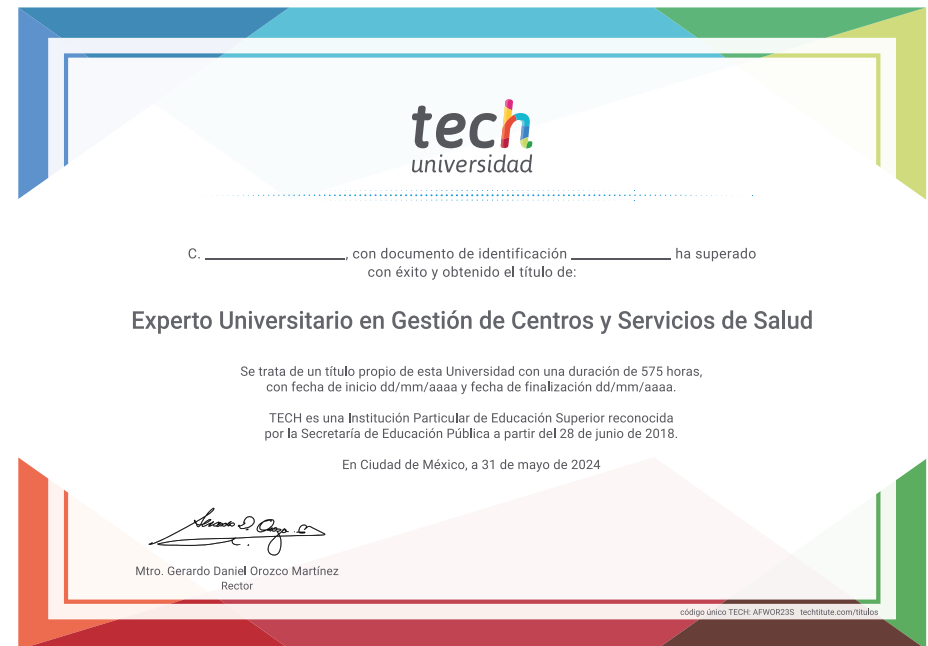 tech
universidad
C. ____________________, con documento de identificación ______________ ha superado
con éxito y obtenido el título de:
Experto Universitario en Gestión de Centros y Servicios de Salud
Se trata de un título propio de esta Universidad con una duración de 575 horas,
con fecha de inicio dd/mm/aaaa y fecha de finalización dd/mm/aaaa.
TECH es una Institución Particular de Educación Superior reconocida
por la Secretaría de Educación Pública a partir del 28 de junio de 2018.
En Ciudad de México, a 31 de mayo de 2024
Mtro. Gerardo Daniel Orozco Martínez
Rector
código único TECH: AFWOR23S techtitute.com/titulos